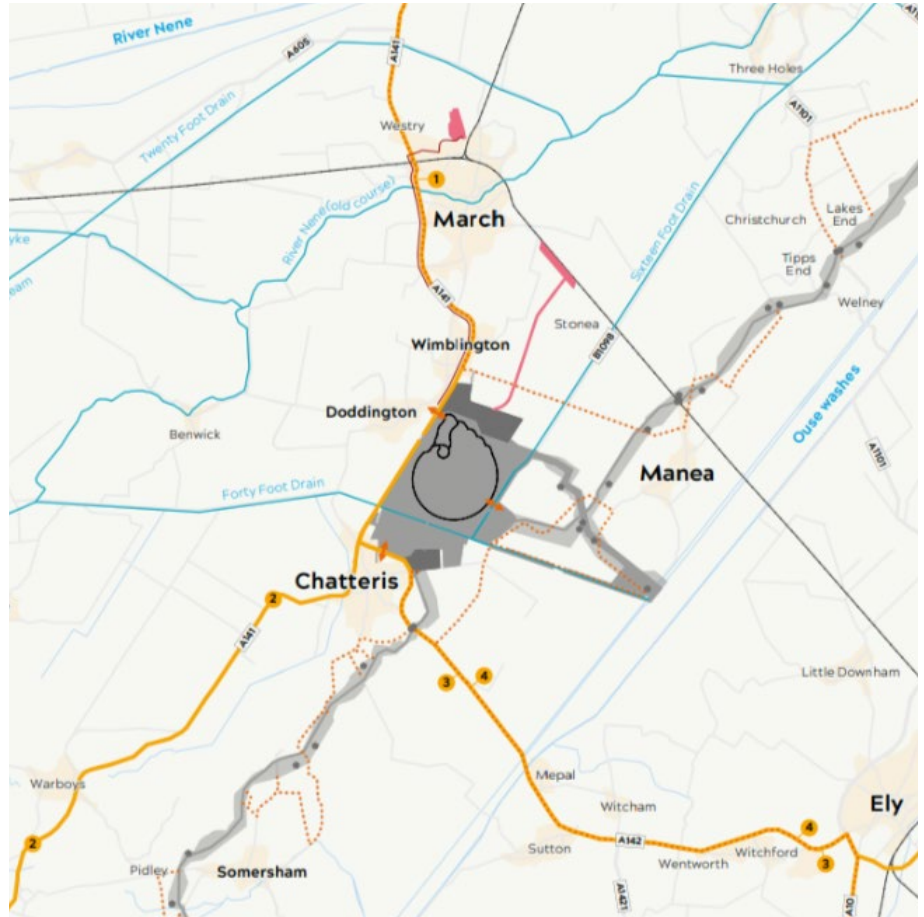 River Nene
A605
A141
Three Holes
Twenty Foot Drain
Westry
A1101
1
River Nene (old course)
March
Lakes
End
Christchurch
yke
Sixteen Foot Drain
Tipps
End
eam
A141
Welney
Stonea
Wimblington
B1098
Doddington
Ouse washes
Benwick
A1101
Manea
Forty Foot Drain
Chatteris
2
A141
Little Downham
4
3
Warboys
Mepal
Witcham
Ely
4
2
A142
Sutton
Witchford
Wentworth
3
Pidley
Somersham
A1421
A10